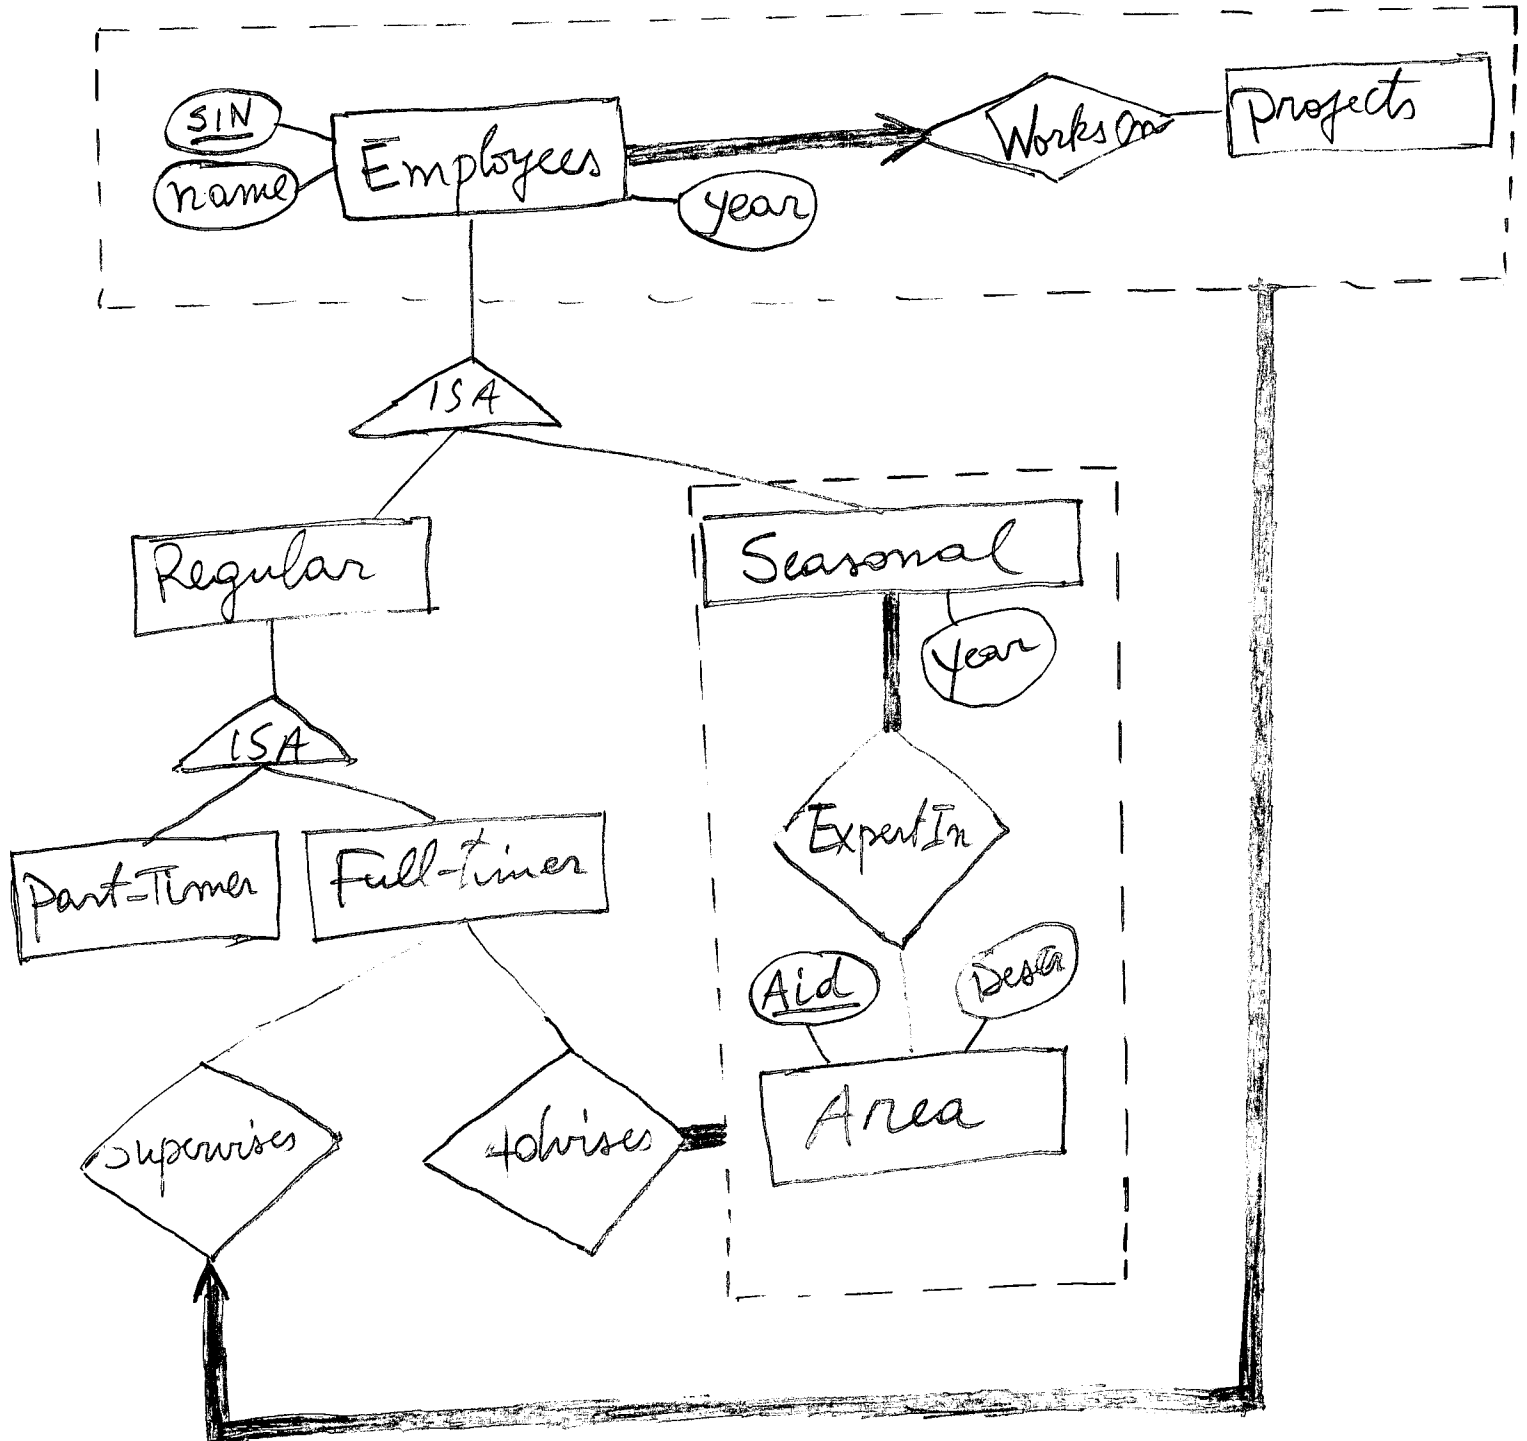 SIN
Employees
Works On
Projects
name
year
ISA
Regular
Seasonal
year
ISA
ExpertIn
Part-Timer
Full-timer
Aid
Area
supervises
Advises